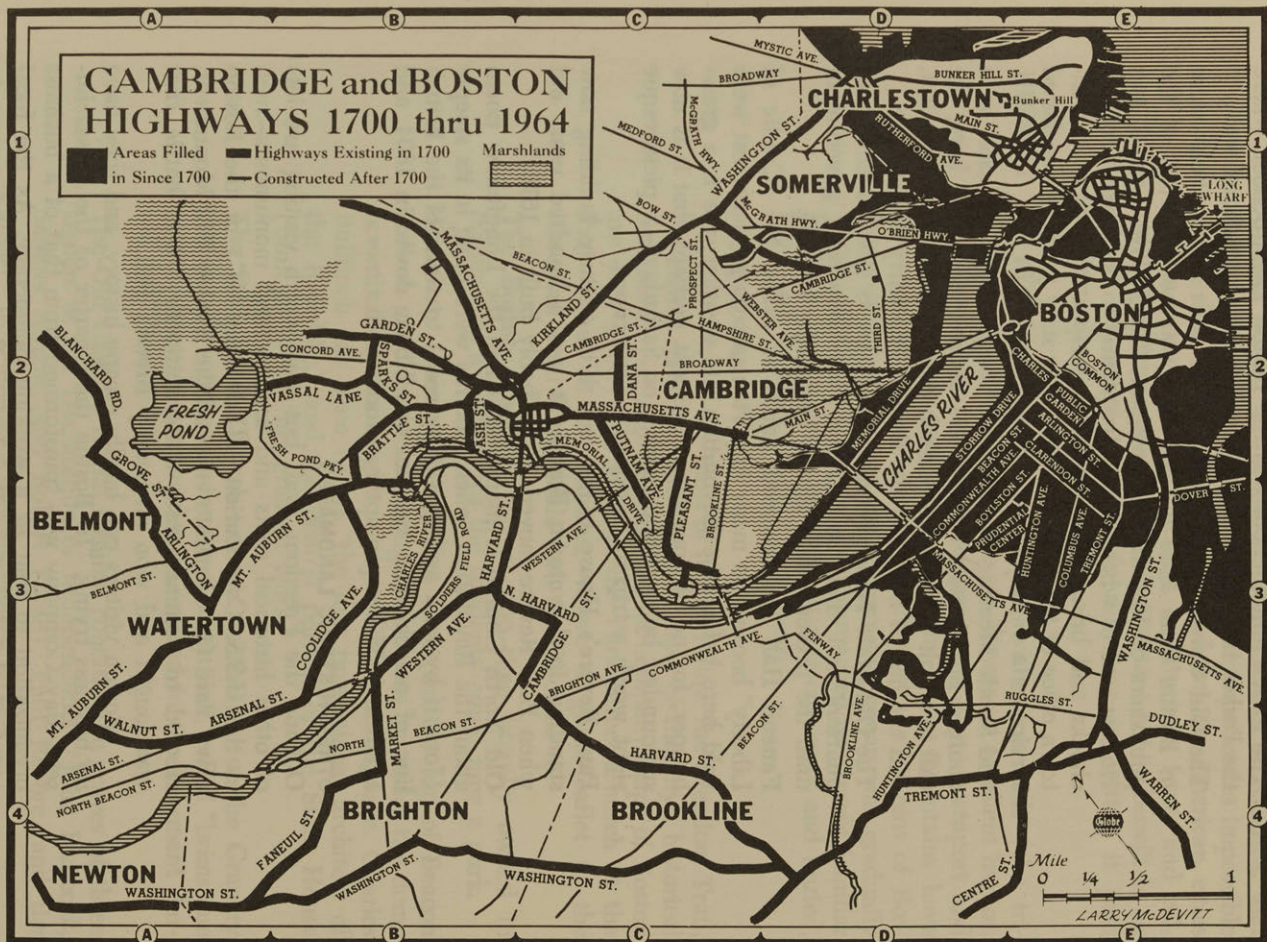 A
B
C
D
E
CAMBRIDGE and BOSTON
HIGHWAYS 1700 thru 1964
Areas Filled
in Since 1700
Highways Existing in 1700
Constructed After 1700
Marshlands
MYSTIC AVE.
BROADWAY
BUNKER HILL ST.
CHARLESTOWN
Bunker Hill
MAIN ST.
RUTHERFORD AVE.
McGRATH HWY.
MEDFORD ST.
WASHINGTON ST.
1
1
SOMERVILLE
LONG
WHARF
BOW ST.
McGRATH HWY.
O'BRIEN HWY.
MASSACHUSETTS AVE.
BEACON ST.
KIRKLAND ST.
PROSPECT ST.
CAMBRIDGE ST.
WEBSTER AVE.
HAMPSHIRE ST.
THIRD ST.
BOSTON
BLANCHARD RD.
GARDEN ST.
CONCORD AVE.
SPARKS ST.
CAMBRIDGE ST.
DANA ST.
BROADWAY
2
2
CAMBRIDGE
CHARLES
BOSTON
COMMON
PUBLIC
GARDEN
FRESH
POND
VASSAL LANE
BRATTLE ST.
ASH ST.
MASSACHUSETTS AVE.
MAIN ST.
MEMORIAL DRIVE
CHARLES RIVER
STORROW DRIVE
BEACON ST.
ARLINGTON ST.
CLARENDON ST.
COMMONWEALTH AVE.
BOYLSTON ST.
PRUDENTIAL
CENTER
HUNTINGTON AVE.
COLUMBUS AVE.
TREMONT ST.
DOVER ST.
FRESH POND PKY.
MEMORIAL DRIVE
PUTNAM AVE.
PLEASANT ST.
BROOKLINE ST.
GROVE ST.
BELMONT
ARLINGTON
MT. AUBURN ST.
CHARLES RIVER
SOLDIERS FIELD ROAD
HARVARD ST.
WESTERN AVE.
MASSACHUSETTS AVE.
BELMONT ST.
3
3
WATERTOWN
COOLIDGE AVE.
WESTERN AVE.
N. HARVARD ST.
CAMBRIDGE
COMMONWEALTH AVE.
FENWAY
WASHINGTON ST.
MASSACHUSETTS AVE.
MT. AUBURN ST.
WALNUT ST.
ARSENAL ST.
MARKET ST.
BRIGHTON AVE.
BEACON ST.
BROOKLINE AVE.
HUNTINGTON AVE.
RUGGLES ST.
DUDLEY ST.
ARSENAL ST.
NORTH BEACON ST.
NORTH
BEACON ST.
HARVARD ST.
TREMONT ST.
WARREN ST.
4
4
BRIGHTON
BROOKLINE
FANEUIL ST.
N
Globe
NEWTON
WASHINGTON ST.
WASHINGTON ST.
WASHINGTON ST.
CENTRE ST.
Mile
0 1/4 1/2 1
LARRY McDEVITT
A
B
C
D
E